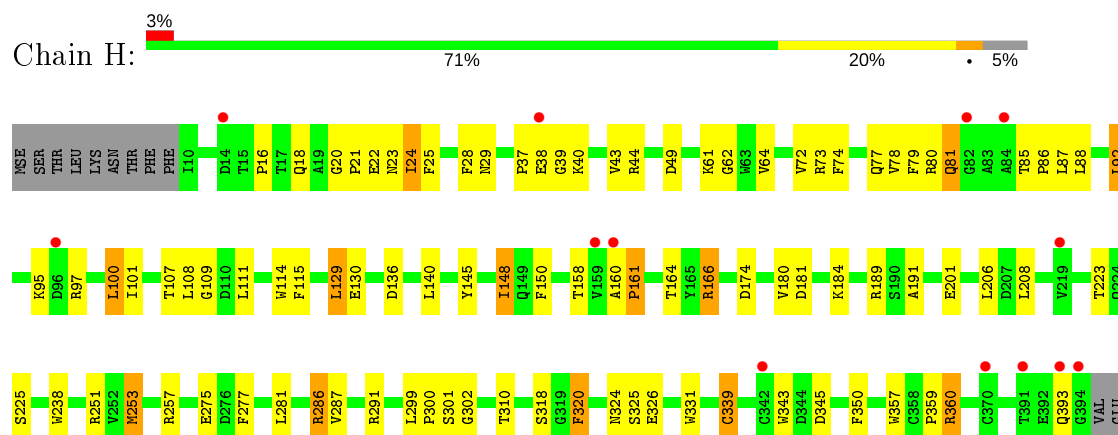 3%
Chain H:
71% 20% • 5%
MSE SER THR LEU LYS ASN THR PHE PHE I10 D14 T15 P16 T17 Q18 A19 G20 P21 E22 N23 I24 F25 F28 N29 P37 E38 G39 K40 V43 R44 D49 K61 G62 W63 V64 V72 R73 F74 Q77 V78 F79 R80 Q81 G82 A83 A84 T85 P86 L87 L88
K95 D96 R97 L100 I101 T107 L108 G109 D110 L111 W114 F115 L129 E130 D136 L140 Y145 I148 Q149 F150 T158 V159 A160 P161 T164 Y165 R166 D174 V180 D181 K184 R189 S190 A191 E201 L206 D207 L208 V219 T223
S225 W238 R251 V252 M253 R257 E275 D276 F277 L281 R286 V287 R291 L299 P300 S301 G302 T310 S318 G319 F320 N324 S325 E326 W331 C339 C342 W343 D344 D345 F350 W357 C358 P359 R360 C370 T391 E392 Q393 G394 VAL